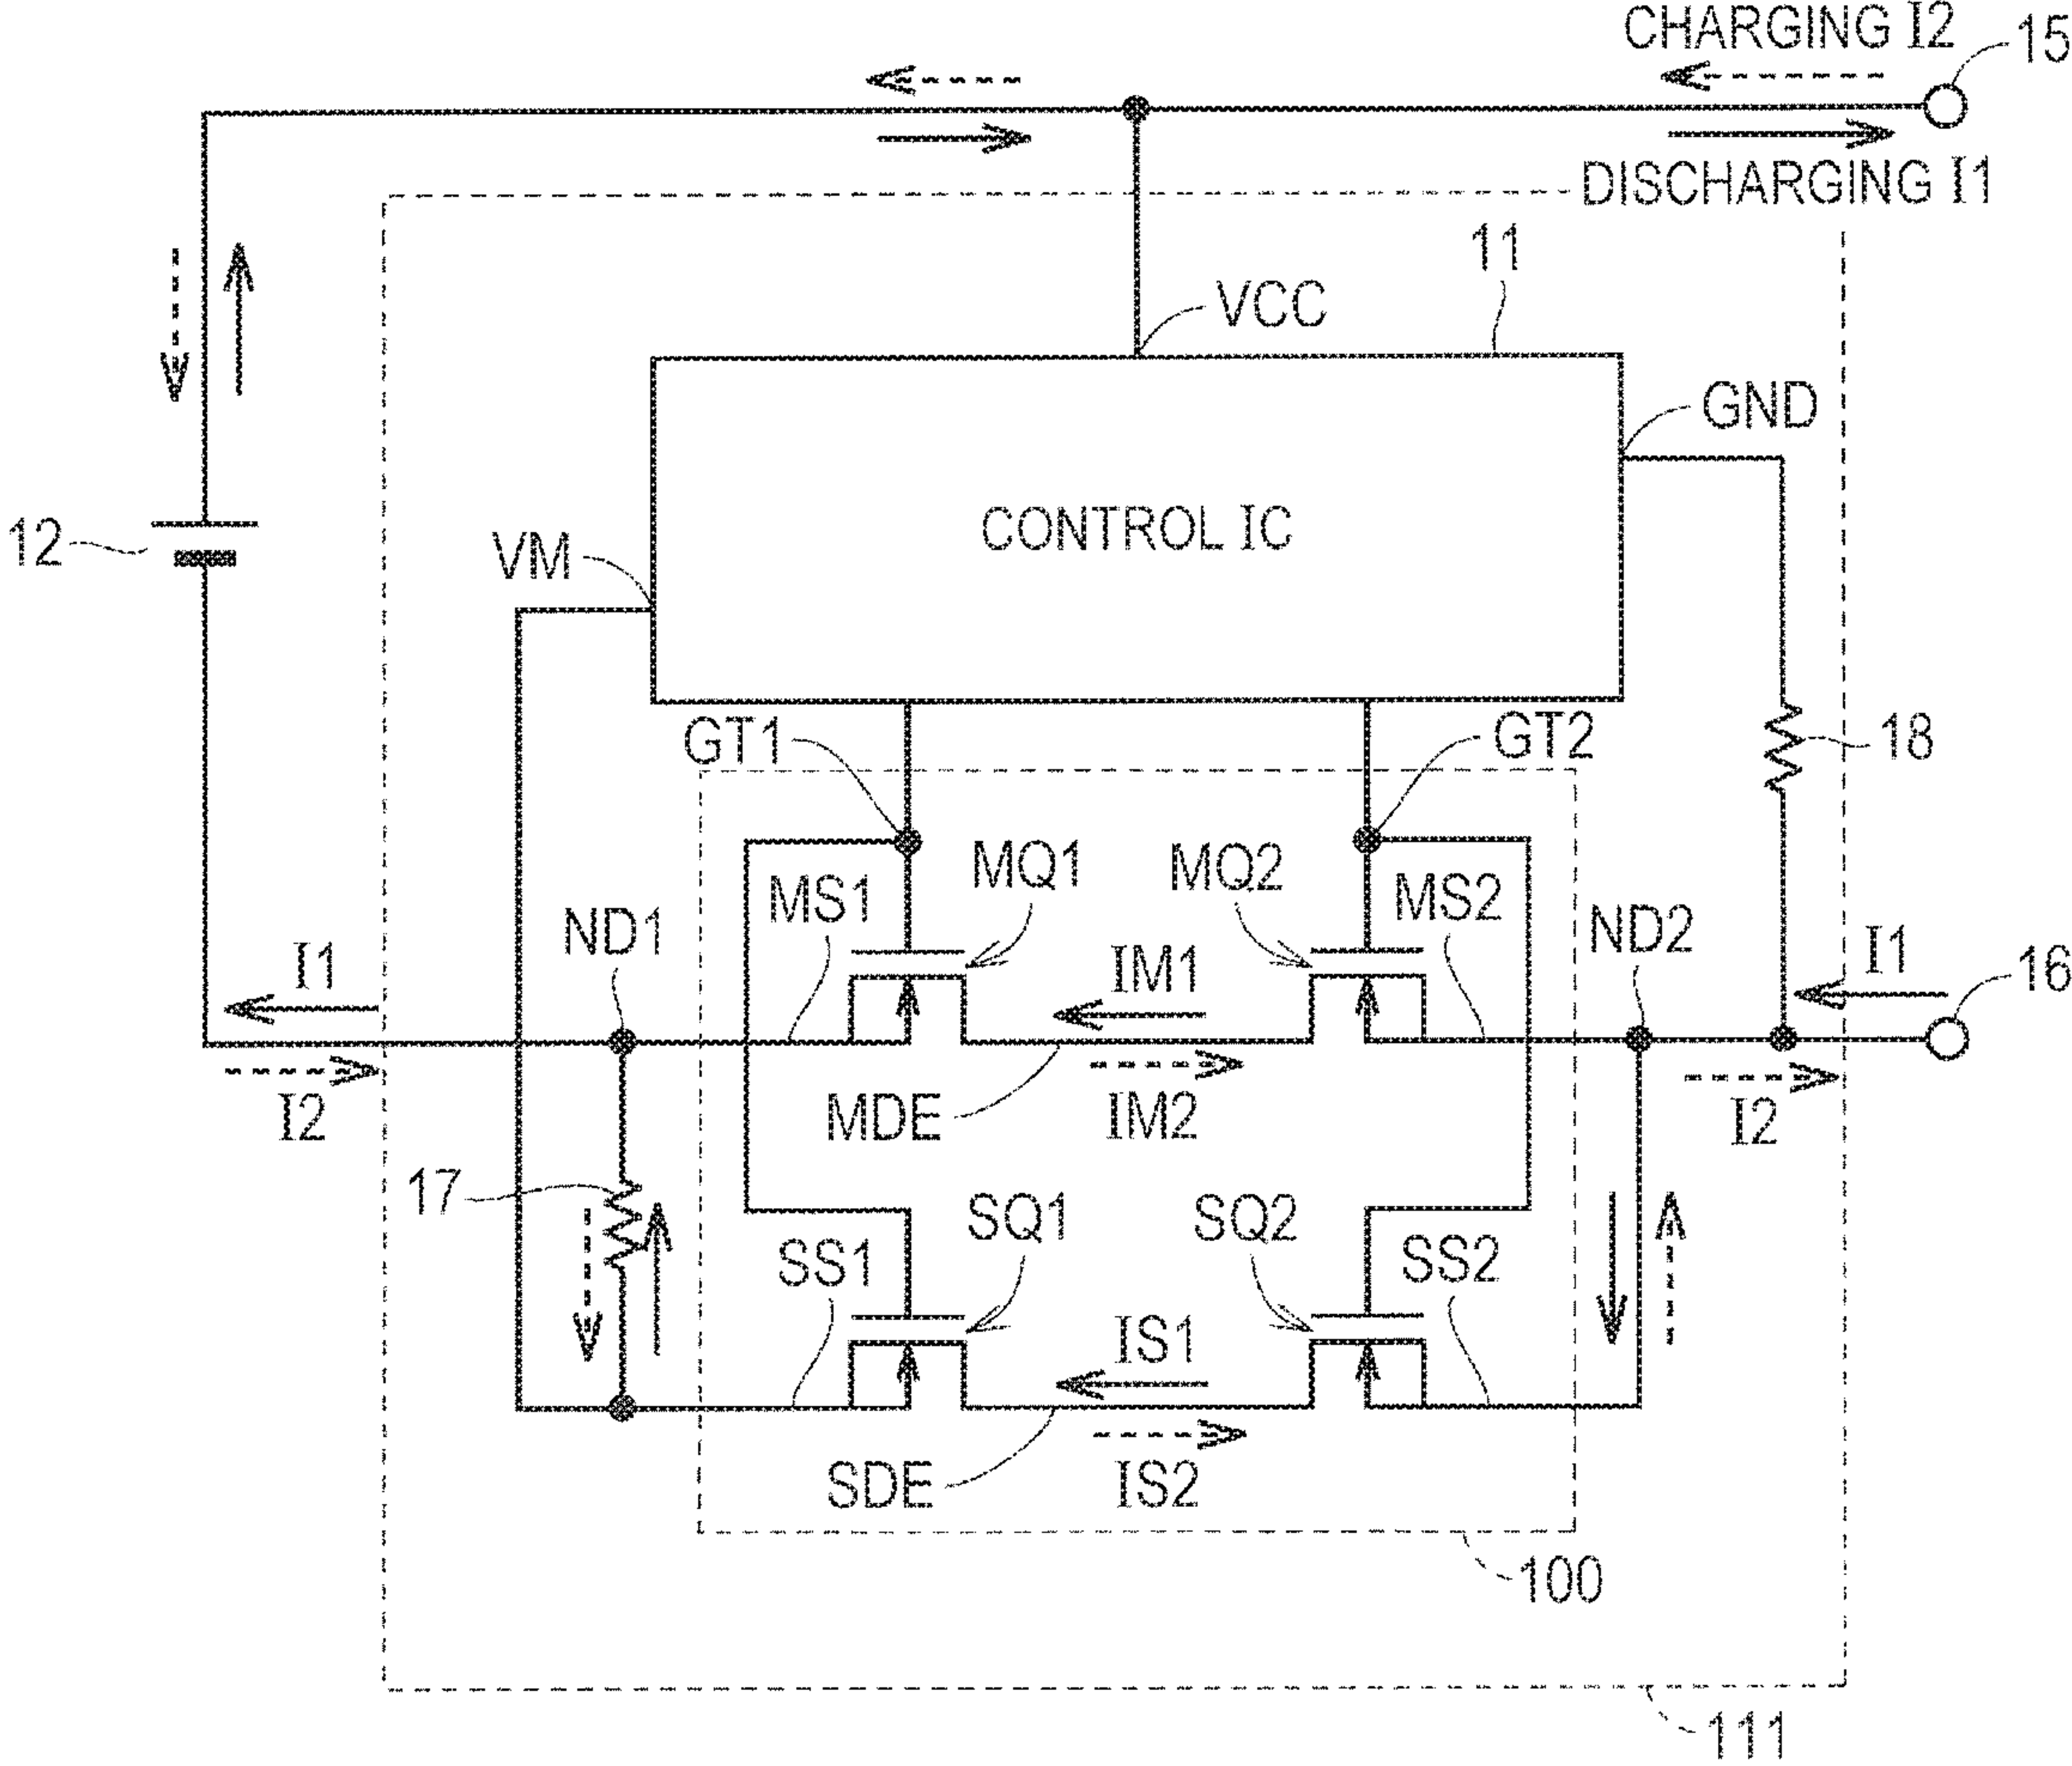 CHARGING I2
15
DISCHARGING I1
11
VCC
GND
CONTROL IC
12
VM
GT1
GT2
18
MQ1
MQ2
MS1
MS2
ND1
ND2
I1
IM1
I1
16
I2
MDE
IM2
I2
17
SQ1
SQ2
SS1
SS2
IS1
SDE
IS2
100
111